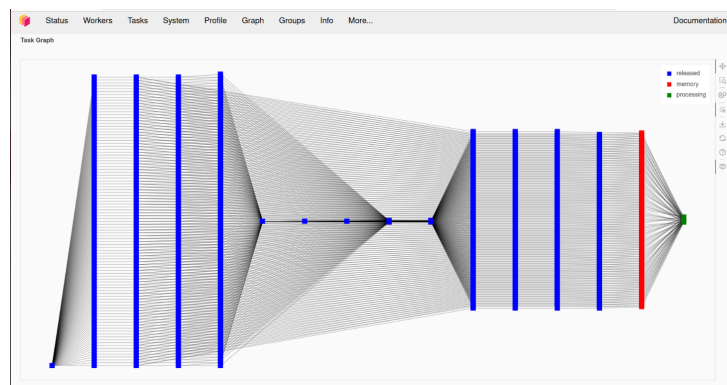 Status Workers Tasks System Profile Graph Groups Info More... Documentation
Task Graph
released
memory
processing